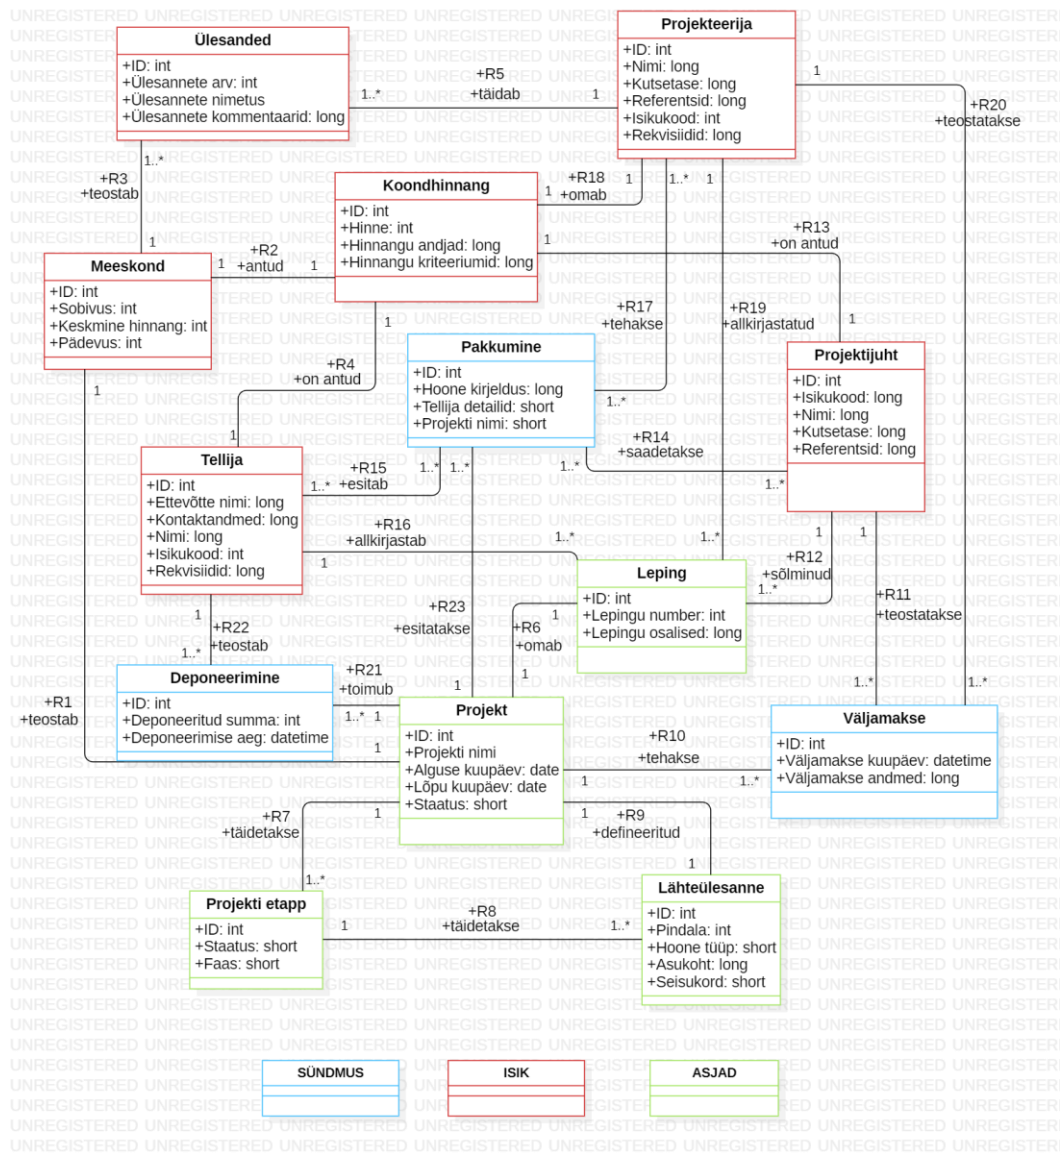 Ülesanded
+ID: int
+Ülesannete arv: int
+Ülesannete nimetus
+Ülesannete kommentaarid: long
Projekteerija
+ID: int
+Nimi: long
+Kutsetase: long
+Referentsid: long
+Isikukood: int
+Rekvisiidid: long
+R5
+täidab
1..*
1
1
+R20
+teostatakse
1..*
+R3
+teostab
1
Koondhinnang
+ID: int
+Hinne: int
+Hinnangu andjad: long
+Hinnangu kriteeriumid: long
+R18
+omab
1
1
1..*
1
+R13
+on antud
1
1
Meeskond
+ID: int
+Sobivus: int
+Keskmine hinnang: int
+Pädevus: int
+R2
+antud
1
1
1
+R4
+on antud
1
1
Pakkumine
+ID: int
+Hoone kirjeldus: long
+Tellija detailid: short
+Projekti nimi: short
+R17
+tehakse
1..*
+R19
+allkirjastatud
Projektijuht
+ID: int
+Isikukood: long
+Nimi: long
+Kutsetase: long
+Referentsid: long
+R14
+saadetakse
1..*
1..*
Tellija
+ID: int
+Ettevõtte nimi: long
+Kontaktandmed: long
+Nimi: long
+Isikukood: int
+Rekvisiidid: long
+R15
+esitab
1..*
1..*
1..*
+R16
+allkirjastab
1
1..*
1..*
Leping
+ID: int
+Lepingu number: int
+Lepingu osalised: long
+R12
+sõlminud
1
1..*
1
+R11
+teostatakse
1..*
1..*
+R22
+teostab
1
1..*
+R23
+esitatakse
1
+R6
+omab
1
1
Deponeerimine
+ID: int
+Deponeeritud summa: int
+Deponeerimise aeg: datetime
+R21
+toimub
1..*
1
+R1
+teostab
1
Projekt
+ID: int
+Projekti nimi
+Alguse kuupäev: date
+Lõpu kuupäev: date
+Staatus: short
+R10
+tehakse
1
1..*
Väljamakse
+ID: int
+Väljamakse kuupäev: datetime
+Väljamakse andmed: long
+R7
+täidetakse
1
1..*
+R9
+defineeritud
1
1
Projekti etapp
+ID: int
+Staatus: short
+Faas: short
+R8
+täidetakse
1
1..*
Lähteülesanne
+ID: int
+Pindala: int
+Hoone tüüp: short
+Asukoht: long
+Seisukord: short
SÜNDMUS
ISIK
ASJAD